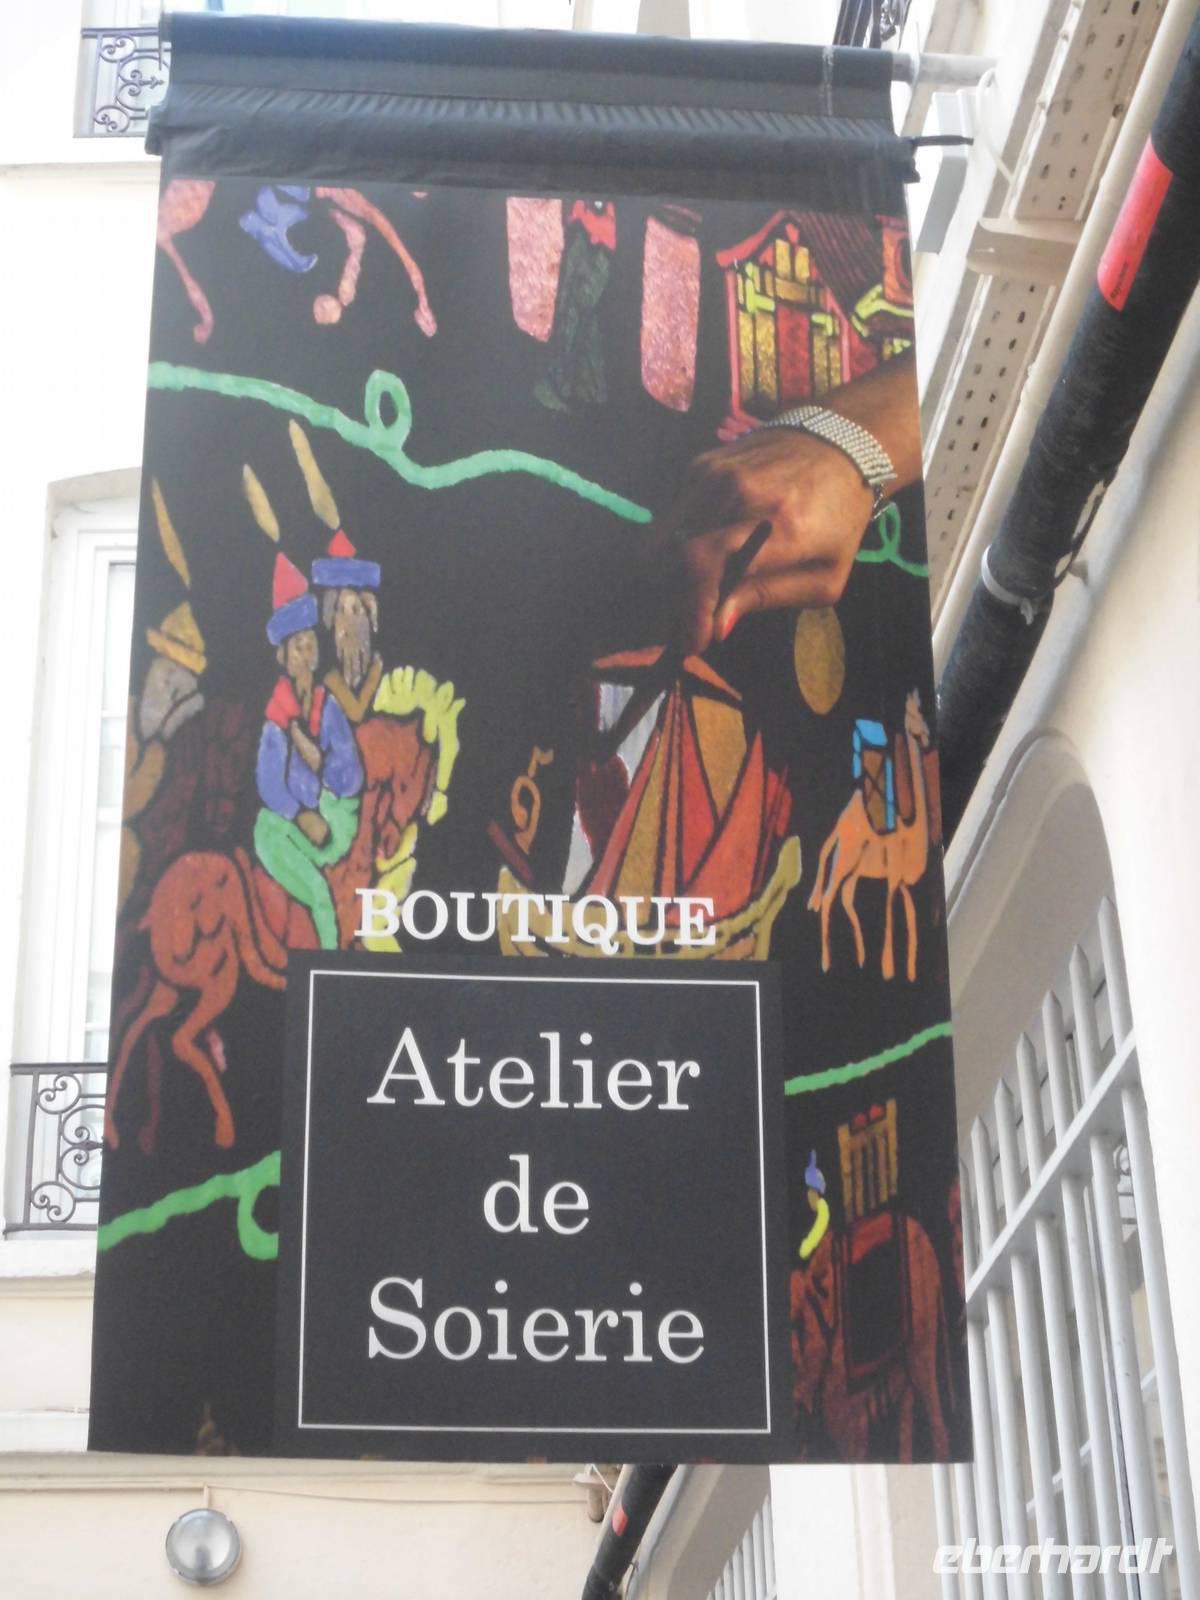 BOUTIQUE
Atelier
de
Soierie
eberhardt